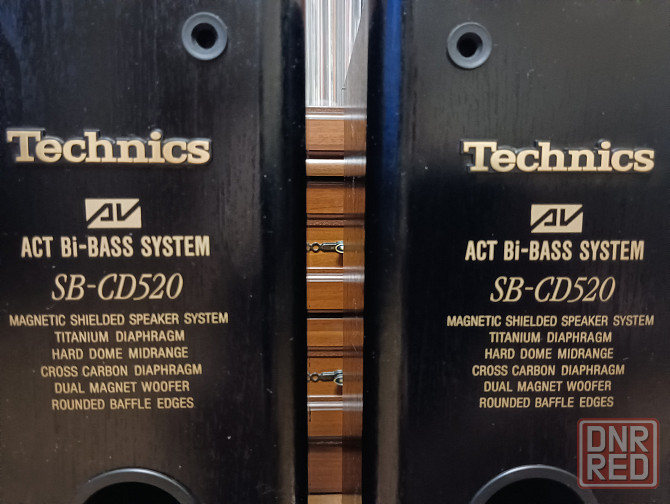 Technics
AV
ACT Bi-BASS SYSTEM
SB-CD520
MAGNETIC SHIELDED SPEAKER SYSTEM
TITANIUM DIAPHRAGM
HARD DOME MIDRANGE
CROSS CARBON DIAPHRAGM
DUAL MAGNET WOOFER
ROUNDED BAFFLE EDGES
Technics
AV
ACT Bi-BASS SYSTEM
SB-CD520
MAGNETIC SHIELDED SPEAKER SYSTEM
TITANIUM DIAPHRAGM
HARD DOME MIDRANGE
CROSS CARBON DIAPHRAGM
DUAL MAGNET WOOFER
ROUNDED BAFFLE EDGES
DNR
RED